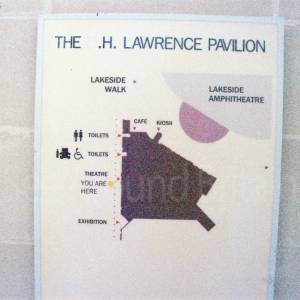 THE .H. LAWRENCE PAVILION
LAKESIDE
WALK
LAKESIDE
AMPHITHEATRE
CAFE
KIOSK
TOILETS
TOILETS
THEATRE
YOU ARE
HERE
EXHIBITION